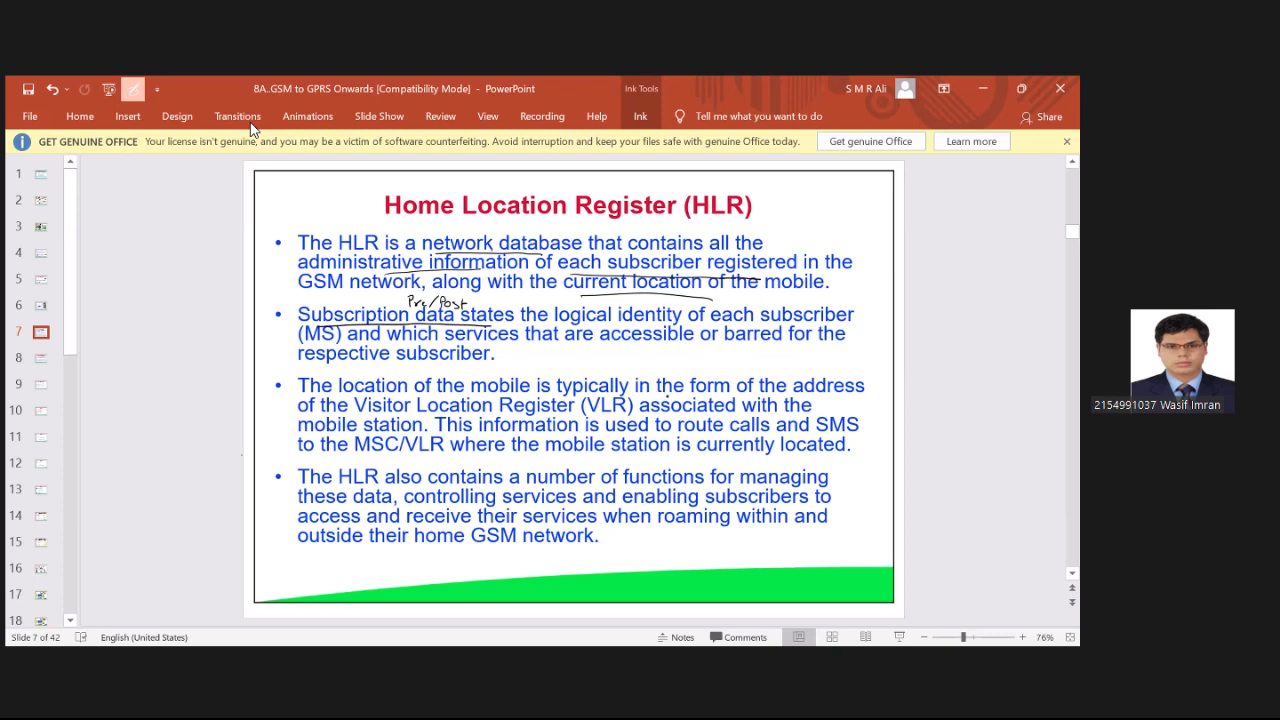 8A..GSM to GPRS Onwards [Compatibility Mode] - PowerPoint
Ink Tools
S M R Ali
File Home Insert Design Transitions Animations Slide Show Review View Recording Help Ink Tell me what you want to do Share
GET GENUINE OFFICE Your license isn't genuine, and you may be a victim of software counterfeiting. Avoid interruption and keep your files safe with genuine Office today. Get genuine Office Learn more
1
2
3
4
5
6
7
8
9
10
11
12
13
14
15
16
17
18
Home Location Register (HLR)
• The HLR is a network database that contains all the
administrative information of each subscriber registered in the
GSM network, along with the current location of the mobile.
Pre/Post
• Subscription data states the logical identity of each subscriber
(MS) and which services that are accessible or barred for the
respective subscriber.
• The location of the mobile is typically in the form of the address
of the Visitor Location Register (VLR) associated with the
mobile station. This information is used to route calls and SMS
to the MSC/VLR where the mobile station is currently located.
• The HLR also contains a number of functions for managing
these data, controlling services and enabling subscribers to
access and receive their services when roaming within and
outside their home GSM network.
2154991037 Wasif Imran
Slide 7 of 42 English (United States) Notes Comments 76%